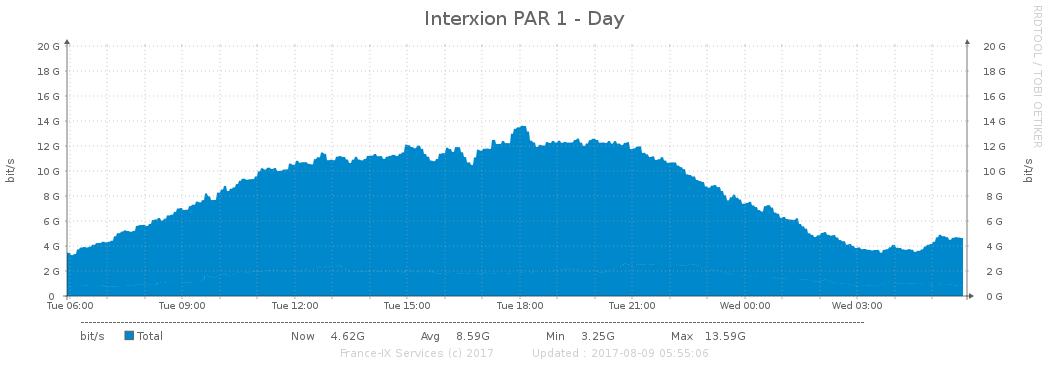 Interxion PAR 1 - Day
RRDTOOL / TOBI OETIKER
20 G 20 G
18 G 18 G
16 G 16 G
14 G 14 G
12 G 12 G
10 G 10 G
8 G 8 G
6 G 6 G
4 G 4 G
2 G 2 G
0 0 G
bit/s
bit/s
Tue 06:00 Tue 09:00 Tue 12:00 Tue 15:00 Tue 18:00 Tue 21:00 Wed 00:00 Wed 03:00
bit/s Total Now 4.62G Avg 8.59G Min 3.25G Max 13.59G
France-IX Services (c) 2017 Updated : 2017-08-09 05:55:06